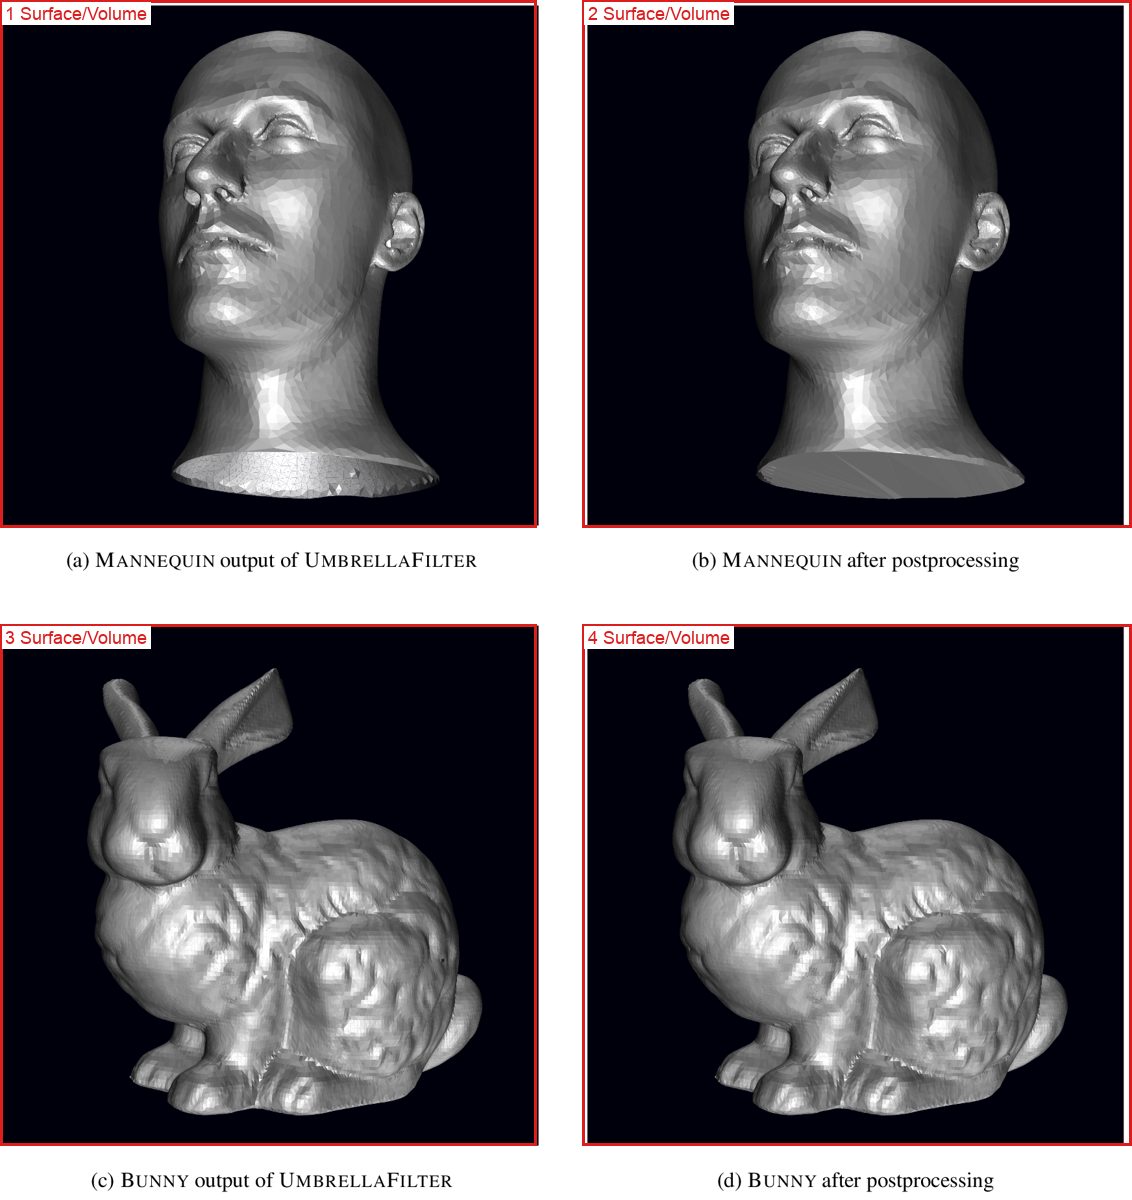 1 Surface/Volume
2 Surface/Volume
(a) MANNEQUIN output of UMBRELLAFILTER
(b) MANNEQUIN after postprocessing
3 Surface/Volume
4 Surface/Volume
(c) BUNNY output of UMBRELLAFILTER
(d) BUNNY after postprocessing